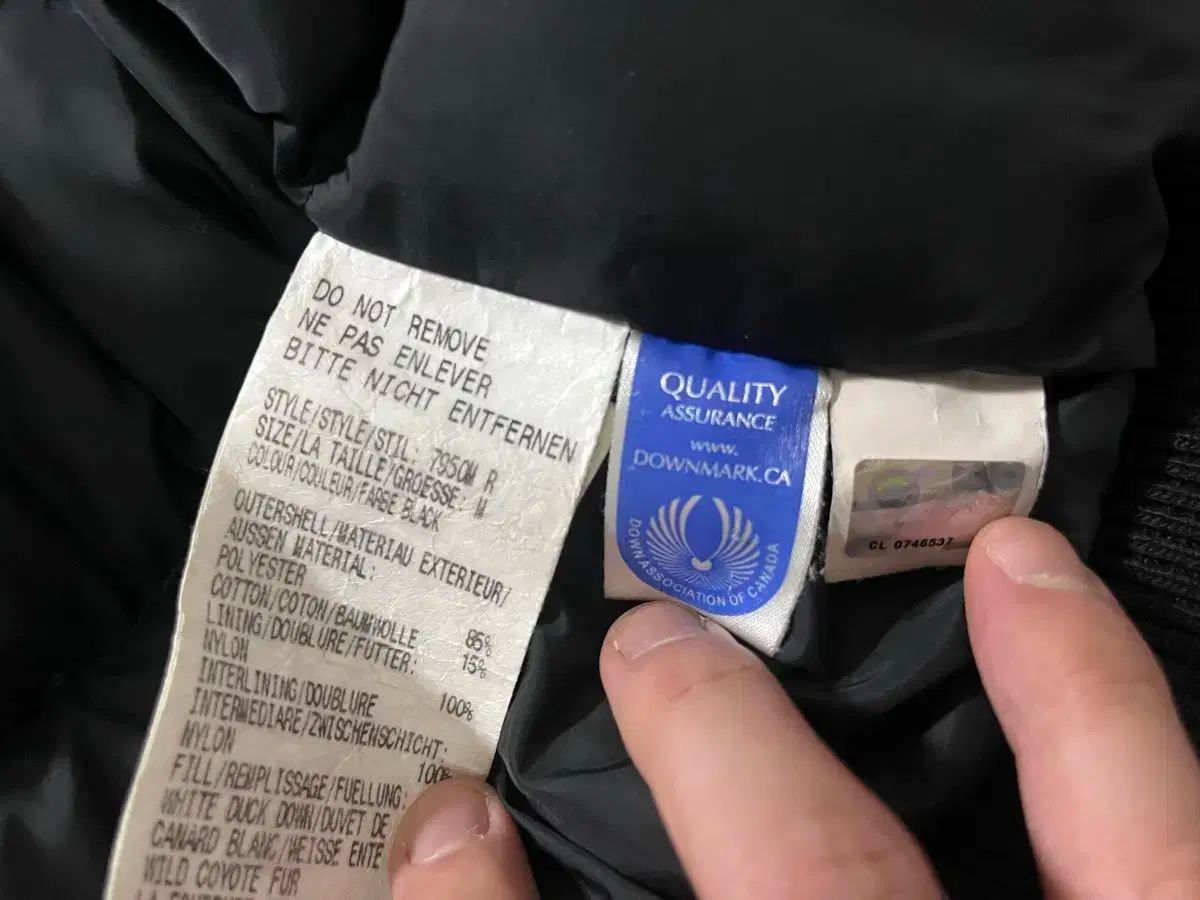 DO NOT REMOVE
NE PAS ENLEVER
BITTE NICHT ENTFERNEN
STYLE/STYLE/STIL: 7950M R
SIZE/LA TAILLE/GROESSE: M
COLOUR/COULEUR/FARBE BLACK
OUTERSHELL/MATERIAU EXTERIEUR/
AUSSEN MATERIAL:
POLYESTER 85%
COTTON/COTON/BAUMWOLLE 15%
LINING/DOUBLURE/FUTTER:
NYLON 100%
INTERLINING/DOUBLURE
INTERMEDIARE/ZWISCHENSCHICHT:
NYLON 100%
FILL/REMPLISSAGE/FUELLUNG:
WHITE DUCK DOWN/DUVET DE
CANARD BLANC/WEISSE ENTE
WILD COYOTE FUR
QUALITY
ASSURANCE
www.
DOWNMARK.CA
DOWN ASSOCIATION OF CANADA
CL 0746537